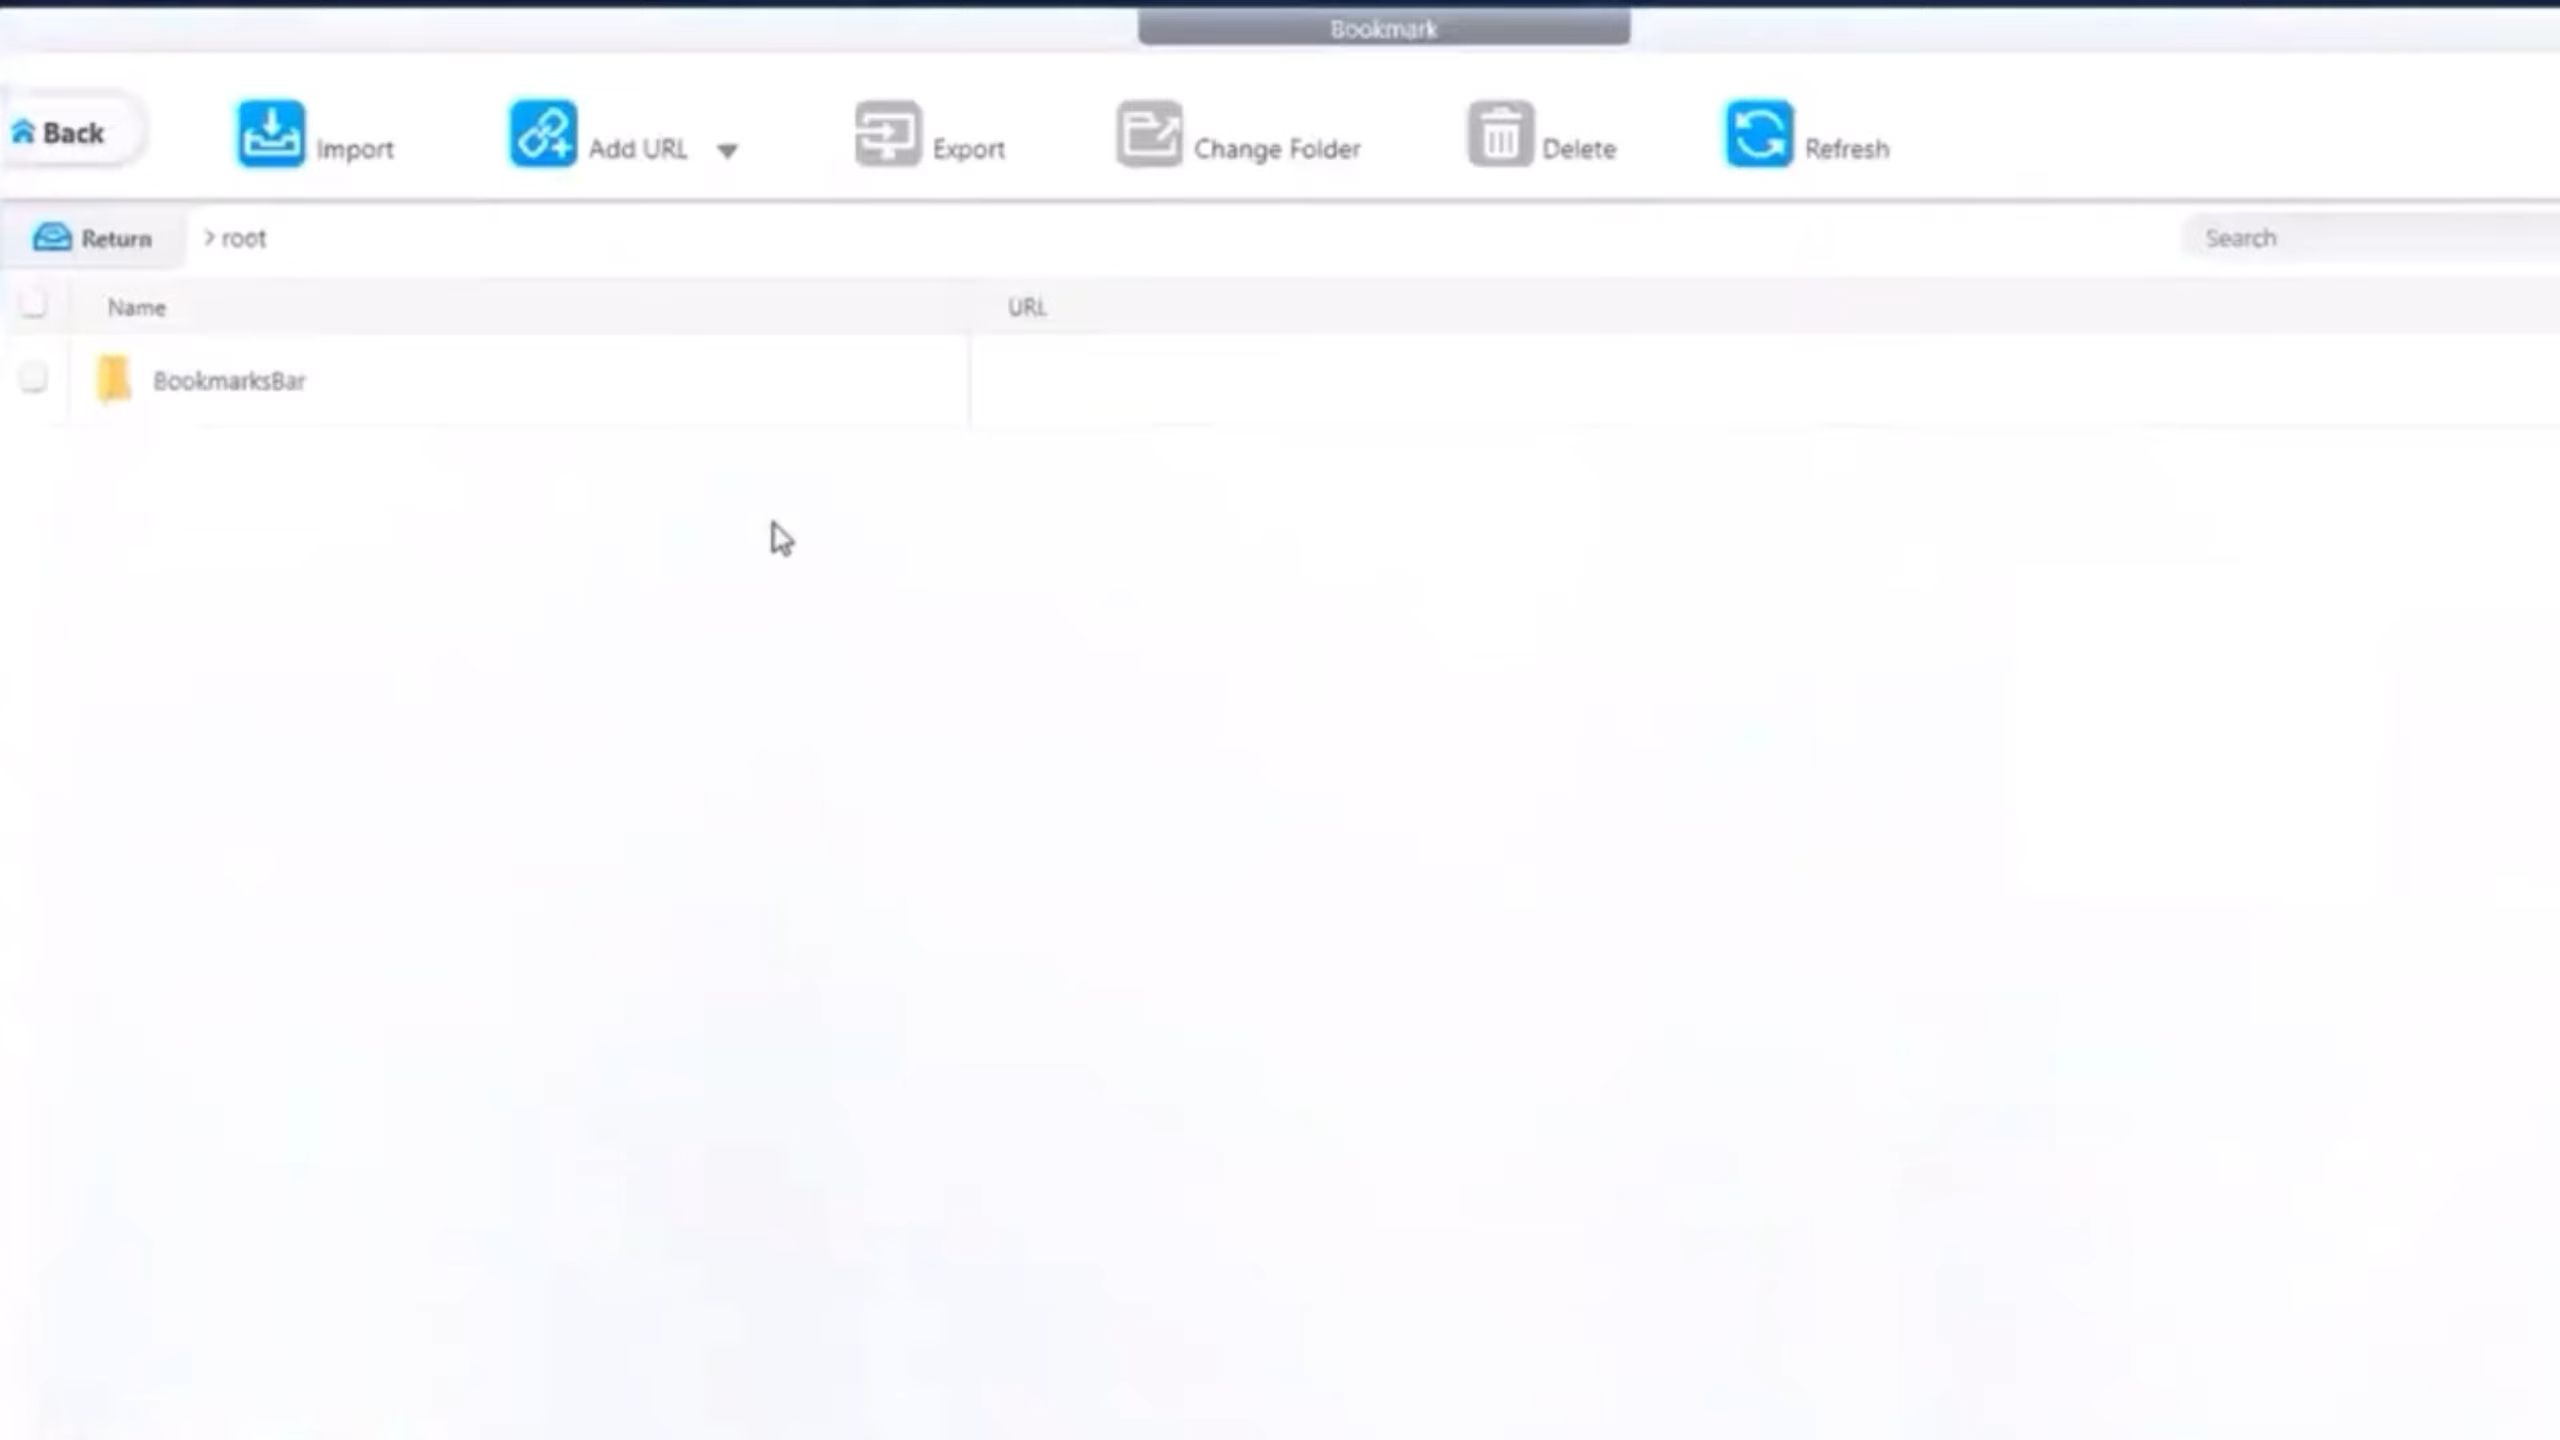 Bookmark
Back Import Add URL Export Change Folder Delete Refresh
Return > root Search
Name URL
BookmarksBar